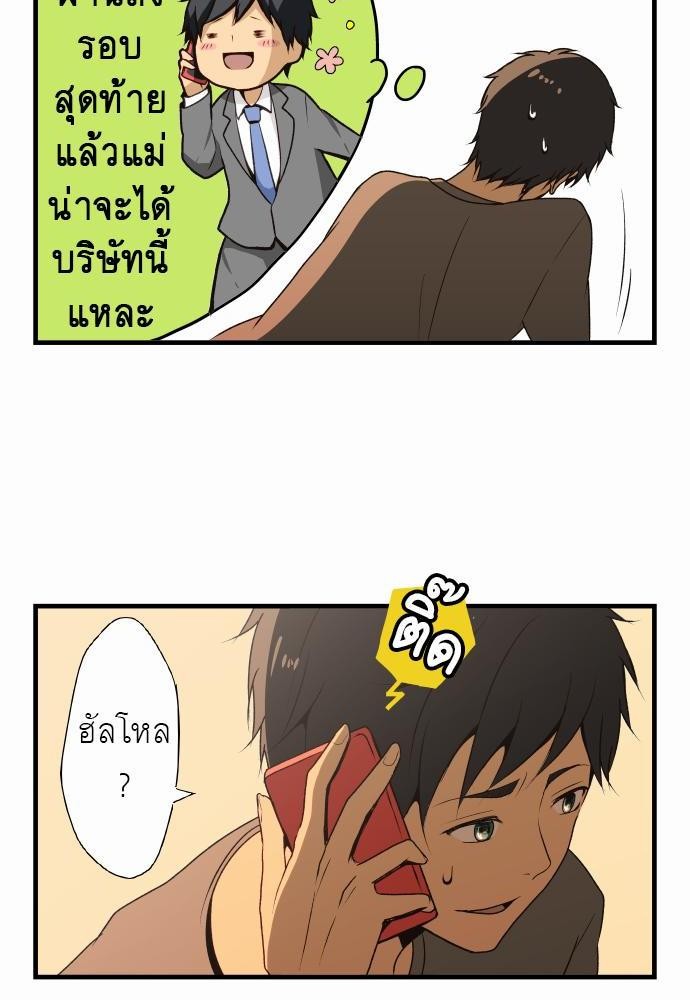 รอบ
สุดท้าย
แล้วแม่
น่าจะได้
บริษัทนี้
แหละ
ติ๊ด
ฮัลโหล
?